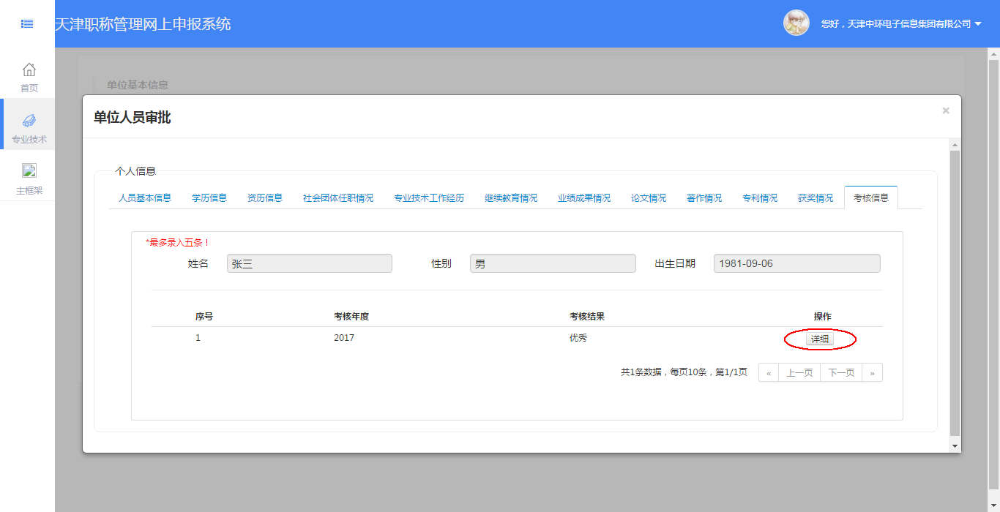 天津职称管理网上申报系统
您好，天津中环电子信息集团有限公司
首页
专业技术
主框架
单位基本信息
单位人员审批
×
个人信息
人员基本信息 学历信息 资历信息 社会团体任职情况 专业技术工作经历 继续教育情况 业绩成果情况 论文情况 著作情况 专利情况 获奖情况 考核信息
*最多录入五条！
姓名 张三 性别 男 出生日期 1981-09-06
序号 考核年度 考核结果 操作
1 2017 优秀 详细
共1条数据，每页10条，第1/1页 « 上一页 下一页 »